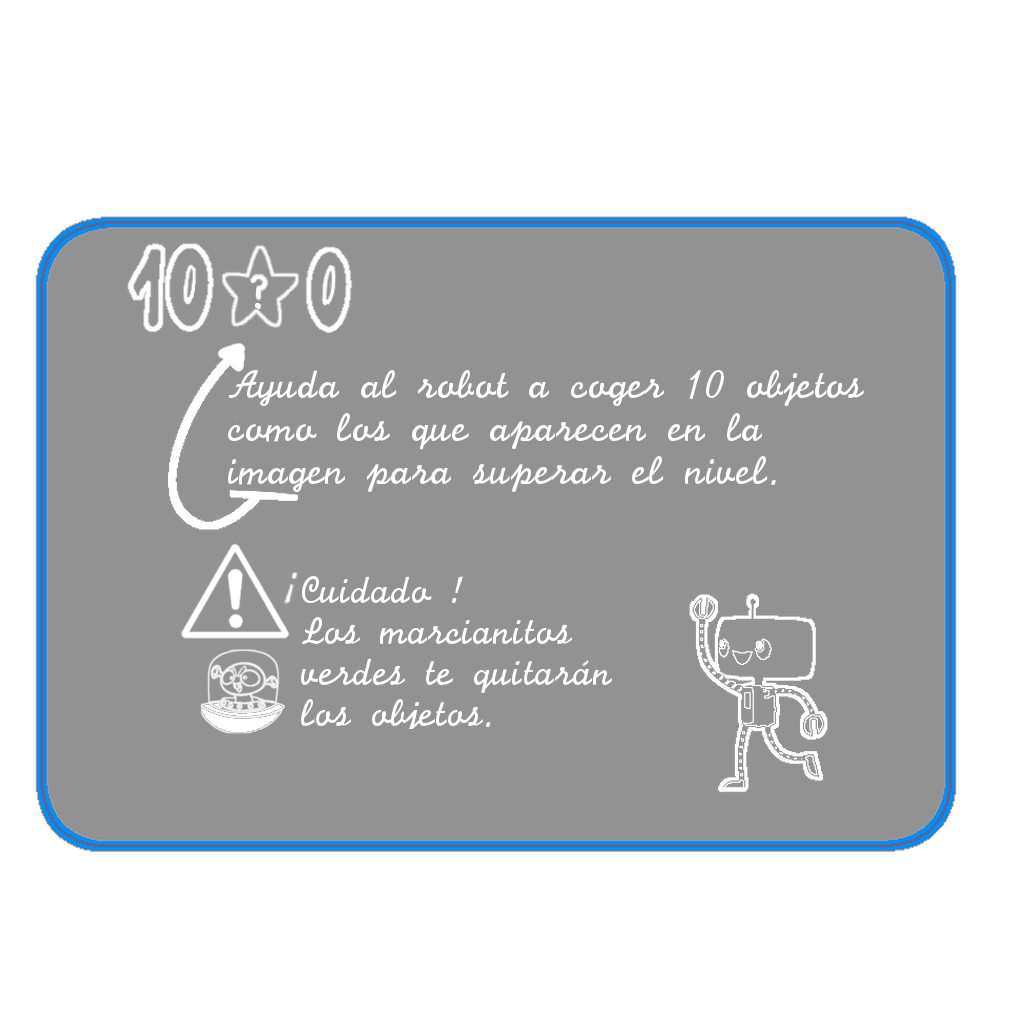 10 ? 0
Ayuda al robot a coger 10 objetos
como los que aparecen en la
imagen para superar el nivel.
¡Cuidado !
Los marcianitos
verdes te quitarán
los objetos.